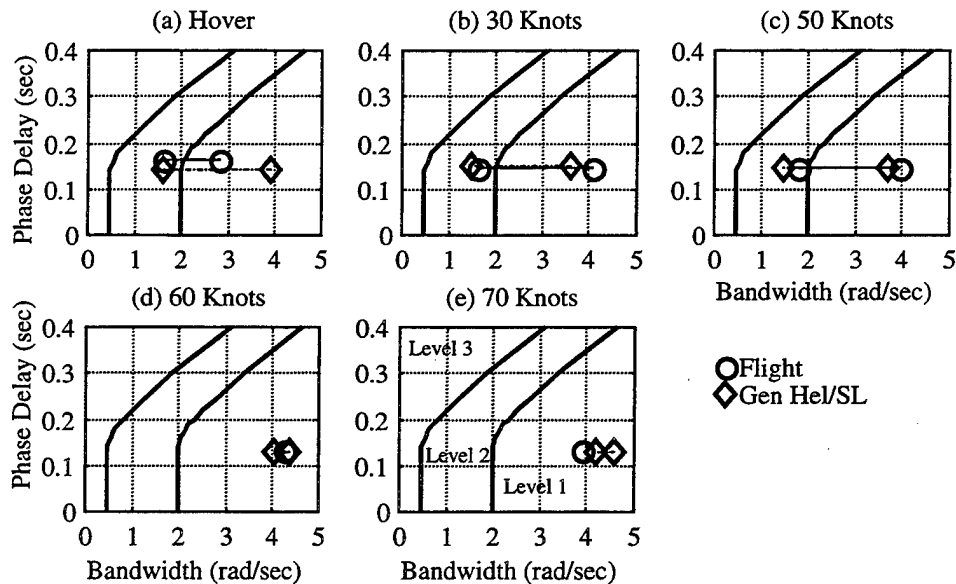 (a) Hover
(b) 30 Knots
(c) 50 Knots
Phase Delay (sec)
0.4
0.3
0.2
0.1
0
0 1 2 3 4 5
0.4
0.3
0.2
0.1
0
0 1 2 3 4 5
0.4
0.3
0.2
0.1
0
0 1 2 3 4 5
Bandwidth (rad/sec)
(d) 60 Knots
(e) 70 Knots
Phase Delay (sec)
0.4
0.3
0.2
0.1
0
0 1 2 3 4 5
Bandwidth (rad/sec)
0.4
0.3
0.2
0.1
0
Level 3
Level 2
Level 1
0 1 2 3 4 5
Bandwidth (rad/sec)
Flight
Gen Hel/SL